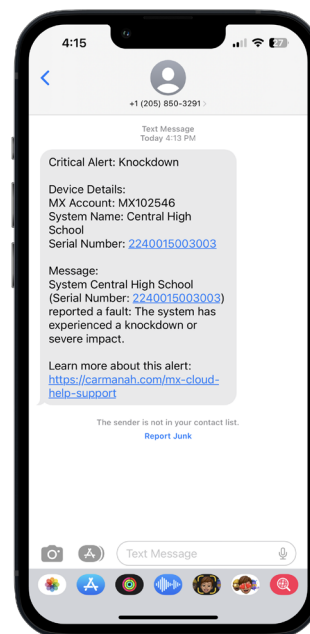 4:15
27
+1 (205) 850-3291
Text Message
Today 4:13 PM
Critical Alert: Knockdown
Device Details:
MX Account: MX102546
System Name: Central High
School
Serial Number: 2240015003003
Message:
System Central High School
(Serial Number: 2240015003003)
reported a fault: The system has
experienced a knockdown or
severe impact.
Learn more about this alert:
https://carmanah.com/mx-cloud-
help-support
The sender is not in your contact list.
Report Junk
Text Message